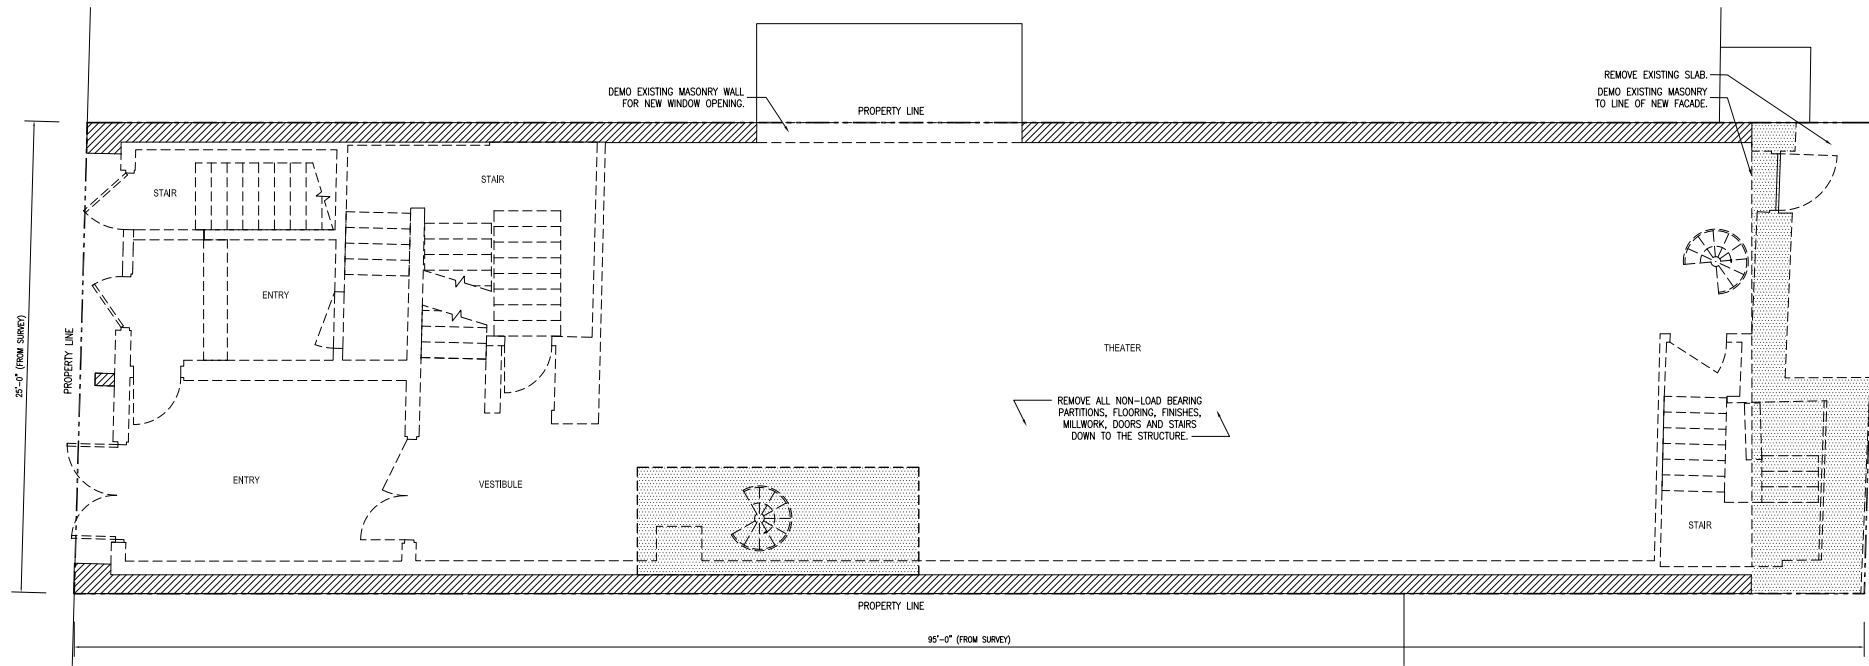 REMOVE EXISTING SLAB.
DEMO EXISTING MASONRY
TO LINE OF NEW FACADE.
DEMO EXISTING MASONRY WALL
FOR NEW WINDOW OPENING.
PROPERTY LINE
STAIR
STAIR
ENTRY
25'-0" (FROM SURVEY)
PROPERTY LINE
THEATER
REMOVE ALL NON-LOAD BEARING
PARTITIONS, FLOORING, FINISHES,
MILLWORK, DOORS AND STAIRS
DOWN TO THE STRUCTURE.
ENTRY
VESTIBULE
STAIR
PROPERTY LINE
95'-0" (FROM SURVEY)